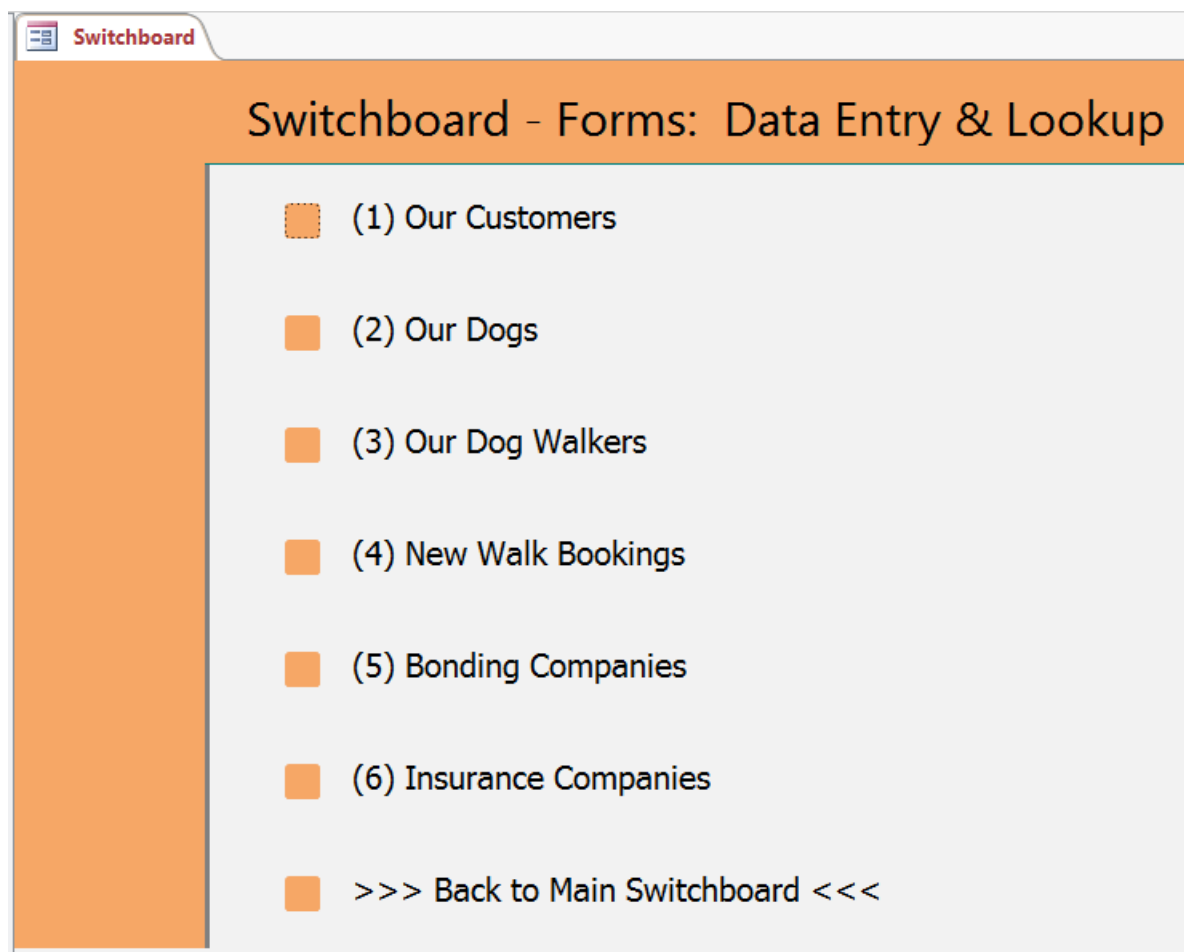 Switchboard
Switchboard - Forms:  Data Entry & Lookup
(1) Our Customers
(2) Our Dogs
(3) Our Dog Walkers
(4) New Walk Bookings
(5) Bonding Companies
(6) Insurance Companies
>>> Back to Main Switchboard <<<